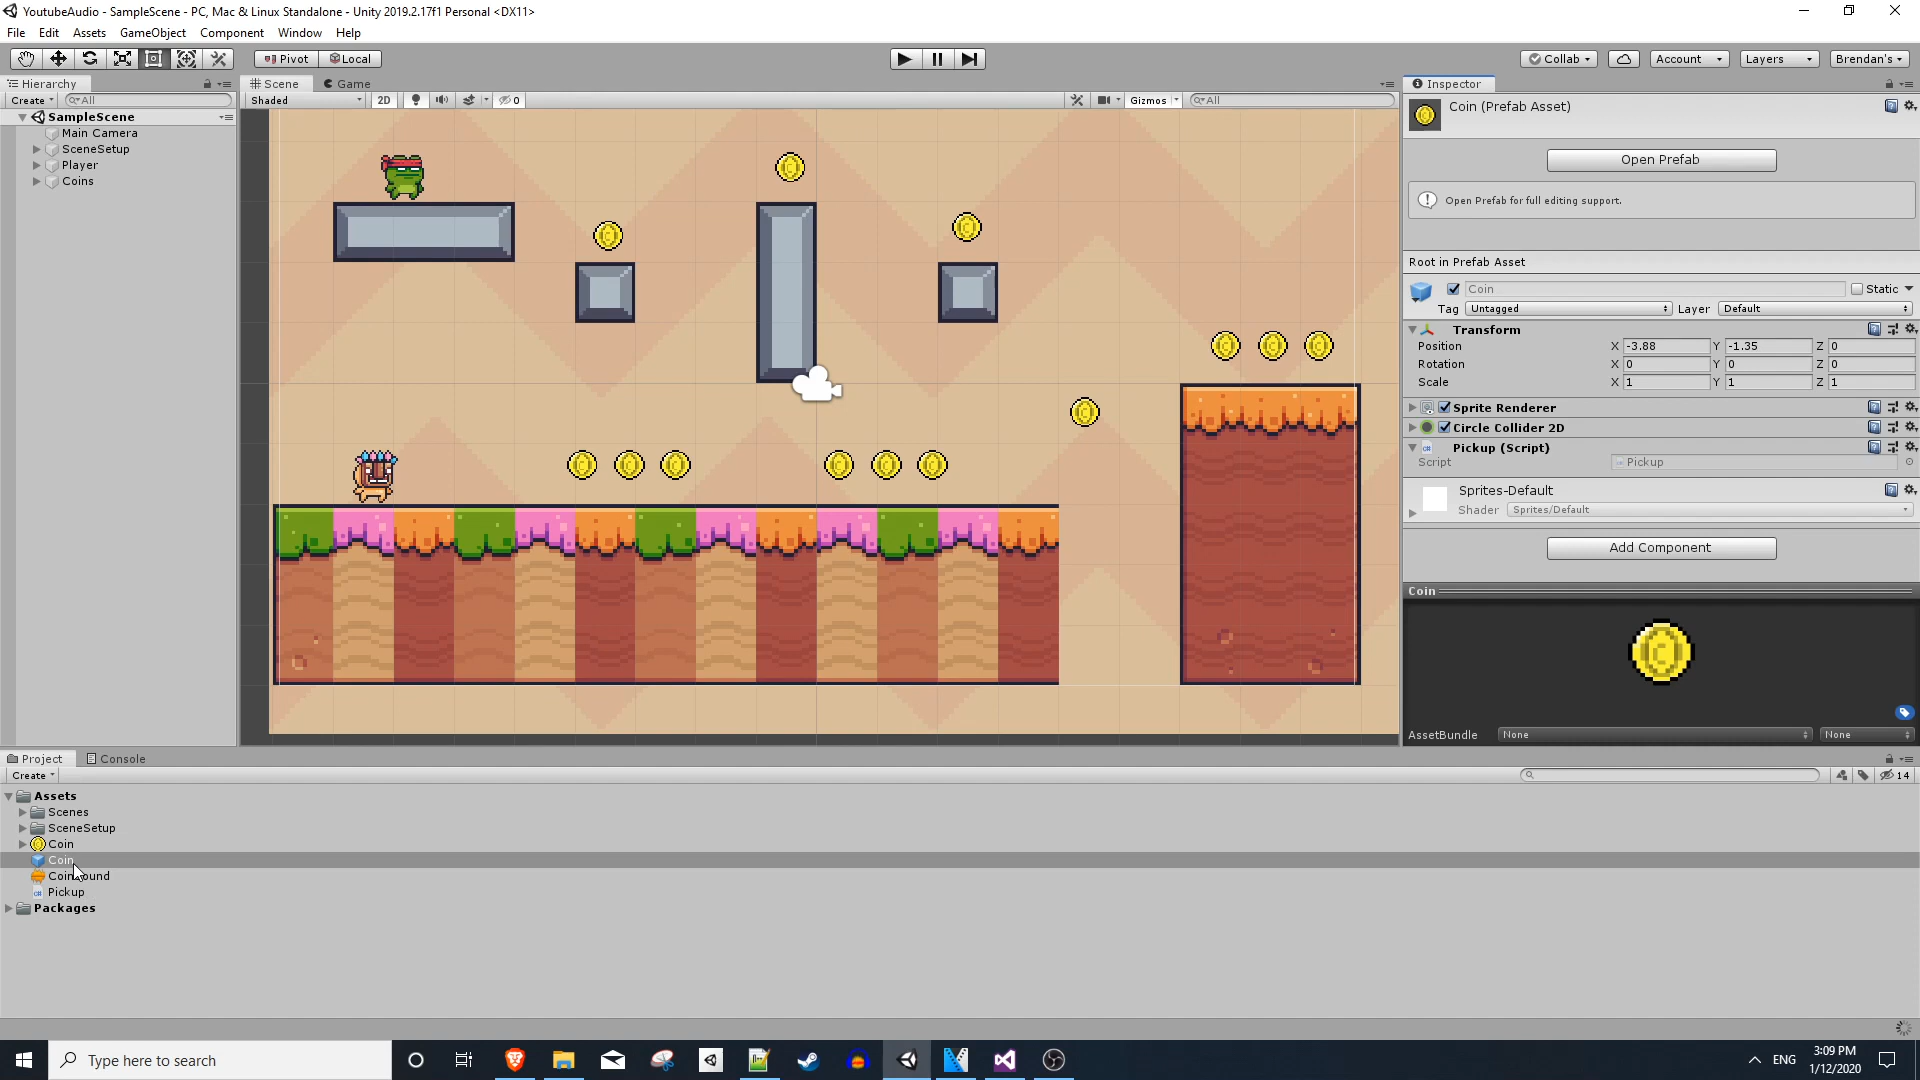 YoutubeAudio - SampleScene - PC, Mac & Linux Standalone - Unity 2019.2.17f1 Personal <DX11>
File Edit Assets GameObject Component Window Help
Pivot Local Collab Account Layers Brendan's
Hierarchy
Create All
SampleScene
Main Camera
SceneSetup
Player
Coins
Scene Game
Shaded 2D 0 Gizmos All
Inspector
Coin (Prefab Asset)
Open Prefab
Open Prefab for full editing support.
Root in Prefab Asset
Coin Static
Tag Untagged Layer Default
Transform
Position X -3.88 Y -1.35 Z 0
Rotation X 0 Y 0 Z 0
Scale X 1 Y 1 Z 1
Sprite Renderer
Circle Collider 2D
Pickup (Script)
Script Pickup
Sprites-Default
Shader Sprites/Default
Add Component
Coin
AssetBundle None None
Project Console
Create 14
Assets
Scenes
SceneSetup
Coin
Coin
Pickup
Packages
Type here to search
ENG
3:09 PM
1/12/2020